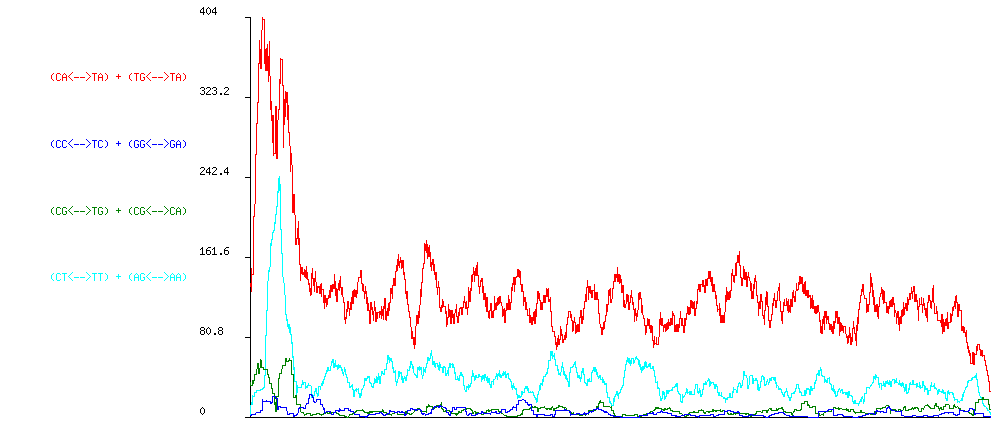 404
(CA<-->TA) + (TG<-->TA)
323.2
(CC<-->TC) + (GG<-->GA)
242.4
(CG<-->TG) + (CG<-->CA)
161.6
(CT<-->TT) + (AG<-->AA)
80.8
0